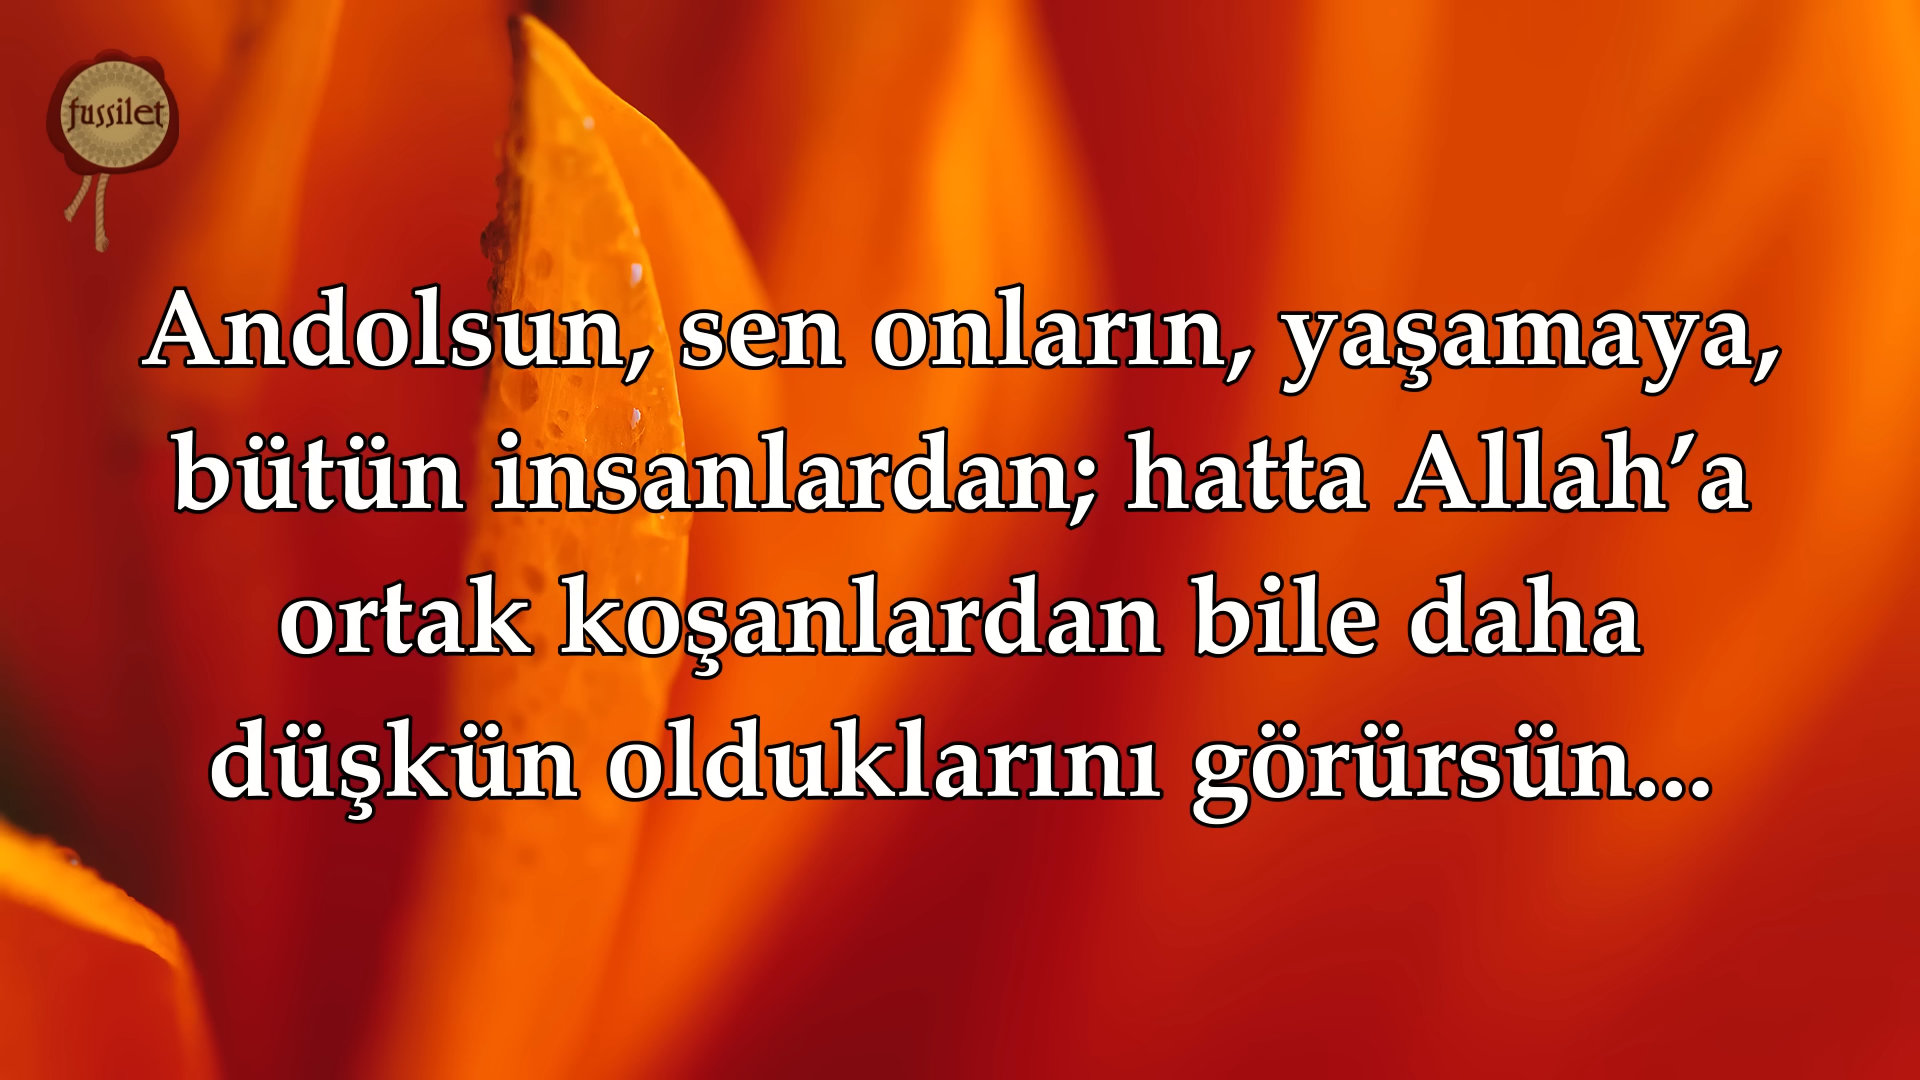 fussilet
Andolsun, sen onların, yaşamaya,
bütün insanlardan; hatta Allah’a
ortak koşanlardan bile daha
düşkün olduklarını görürsün...